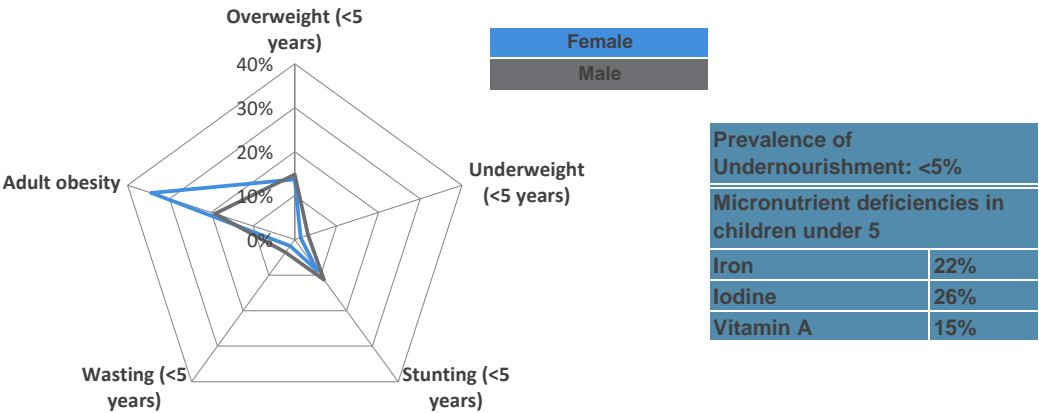 Overweight (<5
years)
40%
30%
20%
10%
0%
Adult obesity
Underweight
(<5 years)
Wasting (<5
years)
Stunting (<5
years)
Female
Male
Prevalence of
Undernourishment: <5%
Micronutrient deficiencies in
children under 5
Iron 22%
Iodine 26%
Vitamin A 15%